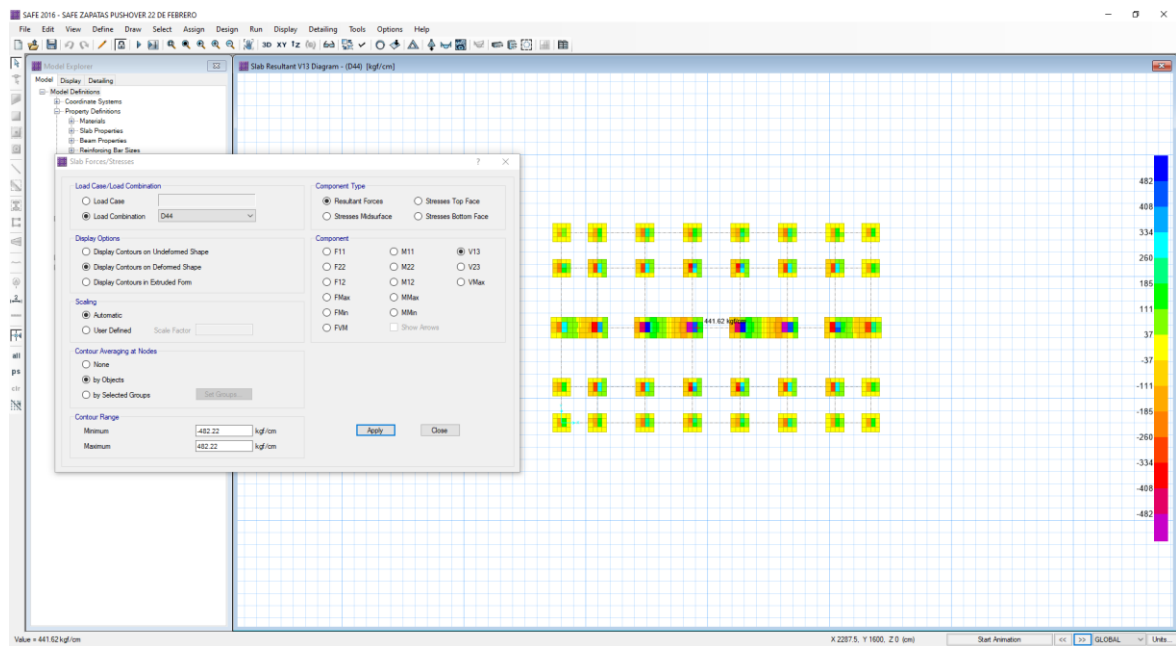 SAFE 2016 - SAFE ZAPATAS PUSHOVER 22 DE FEBRERO
File Edit View Define Draw Select Assign Design Run Display Detailing Tools Options Help
3D XY
Model Explorer
Model Display Detailing
Model Definitions
Coordinate Systems
Property Definitions
Materials
Slab Properties
Beam Properties
Reinforcing Bar Sizes
all
ps
clr
Slab Resultant V13 Diagram - (D44) [kgf/cm]
Slab Forces/Stresses
Load Case/Load Combination
Load Case
Load Combination D44
Display Options
Display Contours on Undeformed Shape
Display Contours on Deformed Shape
Display Contours in Extruded Form
Scaling
Automatic
User Defined Scale Factor
Contour Averaging at Nodes
None
by Objects
by Selected Groups Set Groups...
Contour Range
Minimum -482.22 kgf/cm
Maximum 482.22 kgf/cm
Component Type
Resultant Forces Stresses Top Face
Stresses Midsurface Stresses Bottom Face
Component
F11 M11 V13
F22 M22 V23
F12 M12 VMax
FMax MMax
FMin MMin
FVM Show Arrows
Apply Close
441.62 kgf/cm
482
408
334
260
185
111
37
-37
-111
-185
-260
-334
-408
-482
Value = 441.62 kgf/cm
X 2287.5, Y 1600, Z 0 (cm)
Start Animation << >> GLOBAL Units...